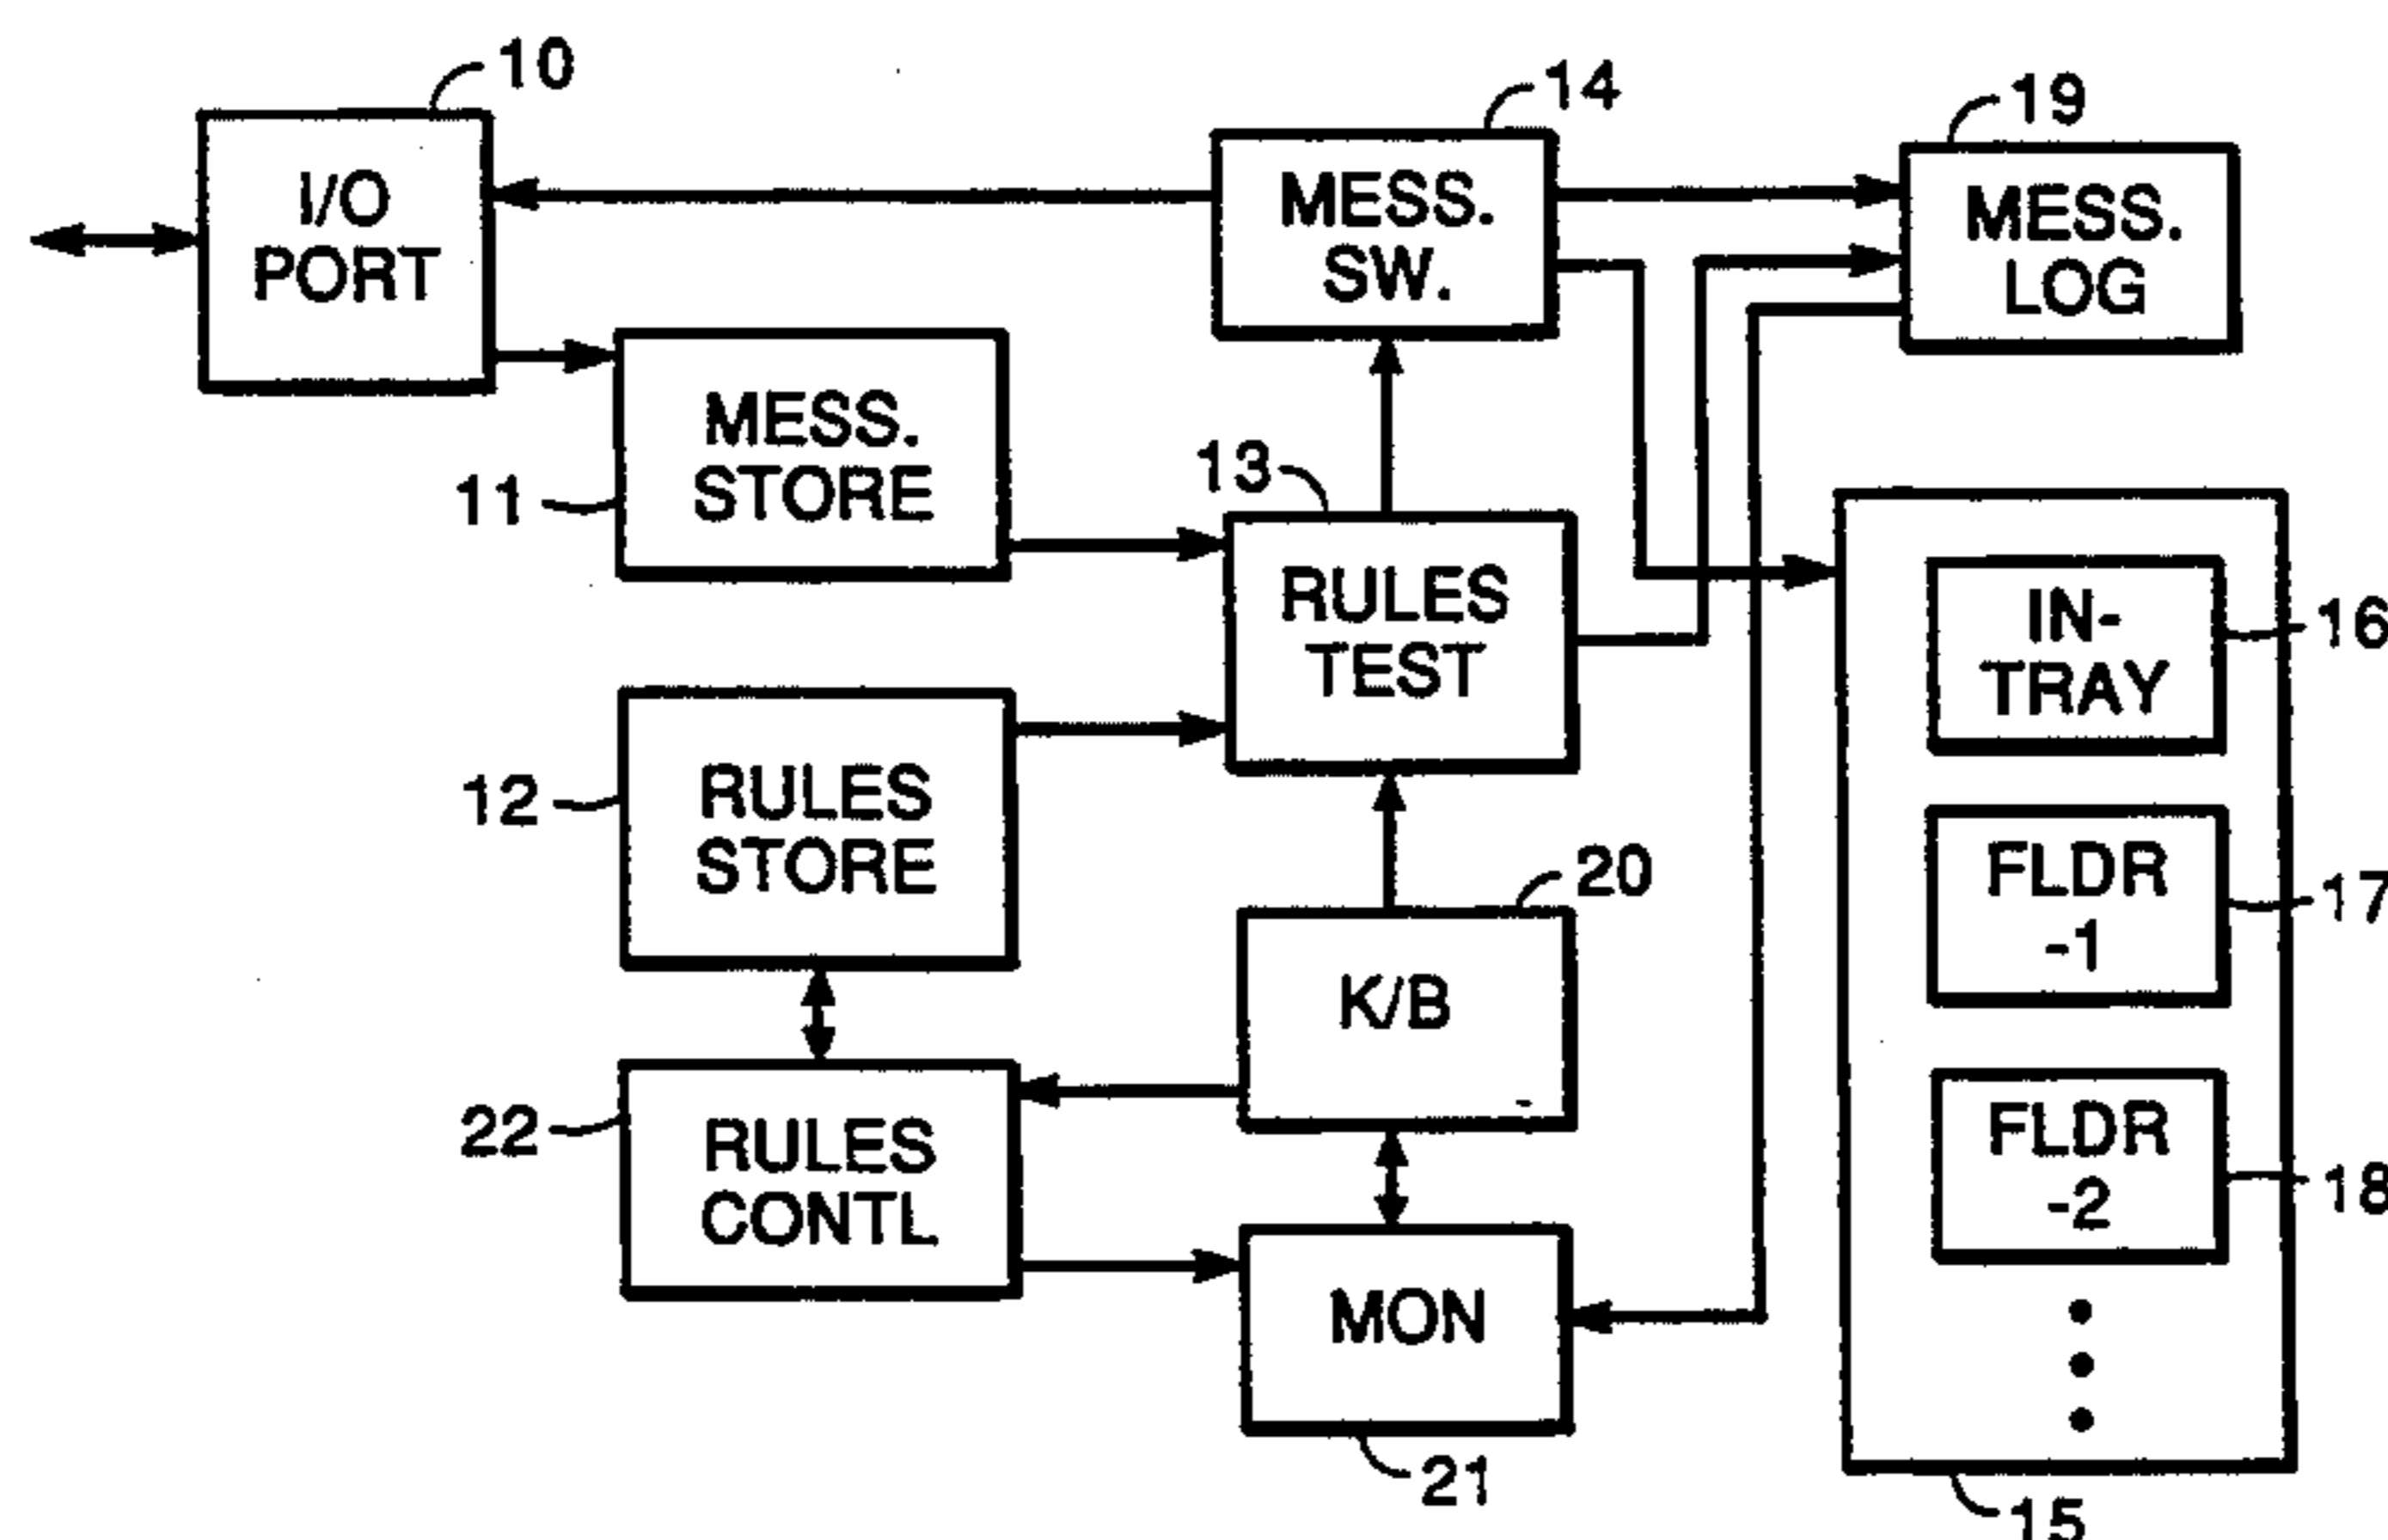 10
I/O
PORT
14
MESS.
SW.
19
MESS.
LOG
11
MESS.
STORE
13
RULES
TEST
12
RULES
STORE
20
K/B
22
RULES
CONTL
MON
21
IN-
TRAY
16
FLDR
-1
17
FLDR
-2
18
15